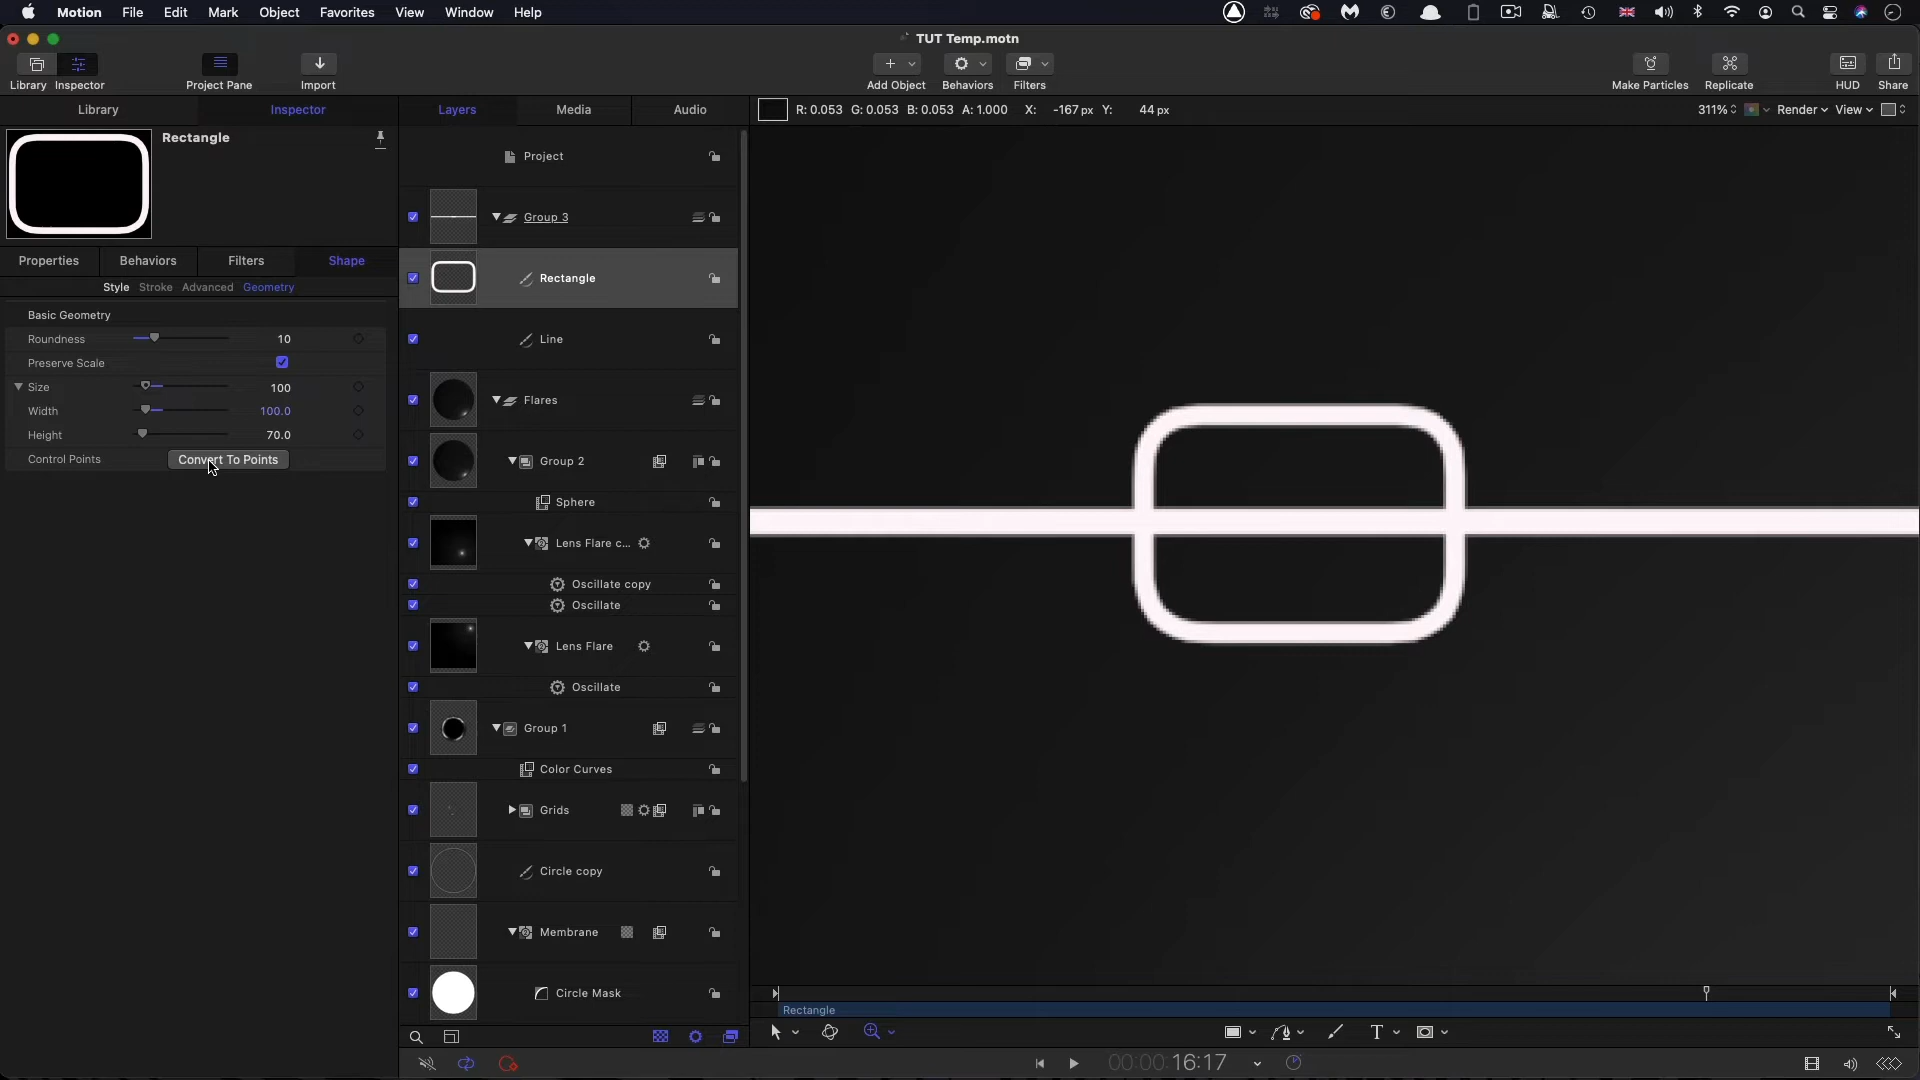 Motion File Edit Mark Object Favorites View Window Help
TUT Temp.motn
Library Inspector Project Pane Import Add Object Behaviors Filters Make Particles Replicate HUD Share
Library Inspector Layers Media Audio R: 0.053 G: 0.053 B: 0.053 A: 1.000 X: -167 px Y: 44 px 311% Render View
Rectangle
Project
Group 3
Properties Behaviors Filters Shape
Rectangle
Style Stroke Advanced Geometry
Basic Geometry
Roundness 10
Line
Preserve Scale
Size 100
Flares
Width 100.0
Height 70.0
Control Points Convert To Points
Group 2
Sphere
Lens Flare c...
Oscillate copy
Oscillate
Lens Flare
Oscillate
Group 1
Color Curves
Grids
Circle copy
Membrane
Circle Mask
Rectangle
T
00:00:16:17